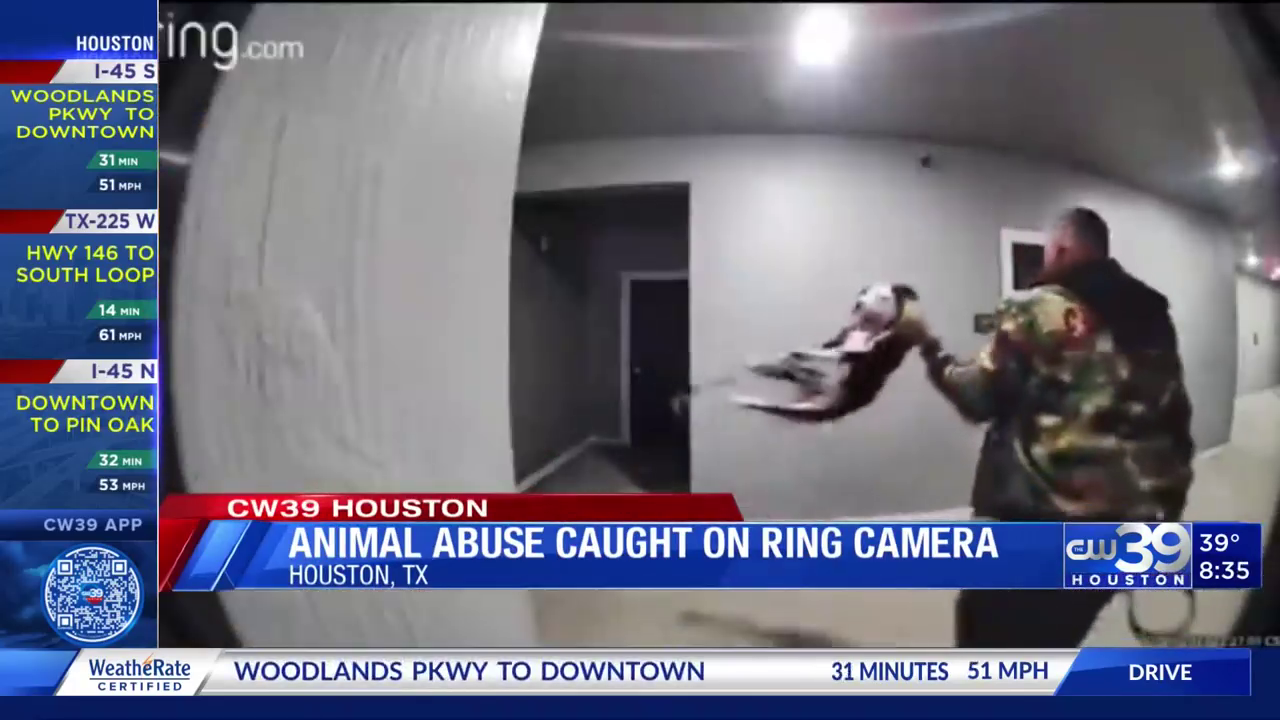 HOUSTON
I-45 S
WOODLANDS
PKWY TO
DOWNTOWN
31 MIN
51 MPH
TX-225 W
HWY 146 TO
SOUTH LOOP
14 MIN
61 MPH
I-45 N
DOWNTOWN
TO PIN OAK
32 MIN
53 MPH
CW39 APP
ring.com
CW39 HOUSTON
ANIMAL ABUSE CAUGHT ON RING CAMERA
HOUSTON, TX
THE CW 39
HOUSTON
39°
8:35
WeatheRate
CERTIFIED
WOODLANDS PKWY TO DOWNTOWN 31 MINUTES 51 MPH DRIVE